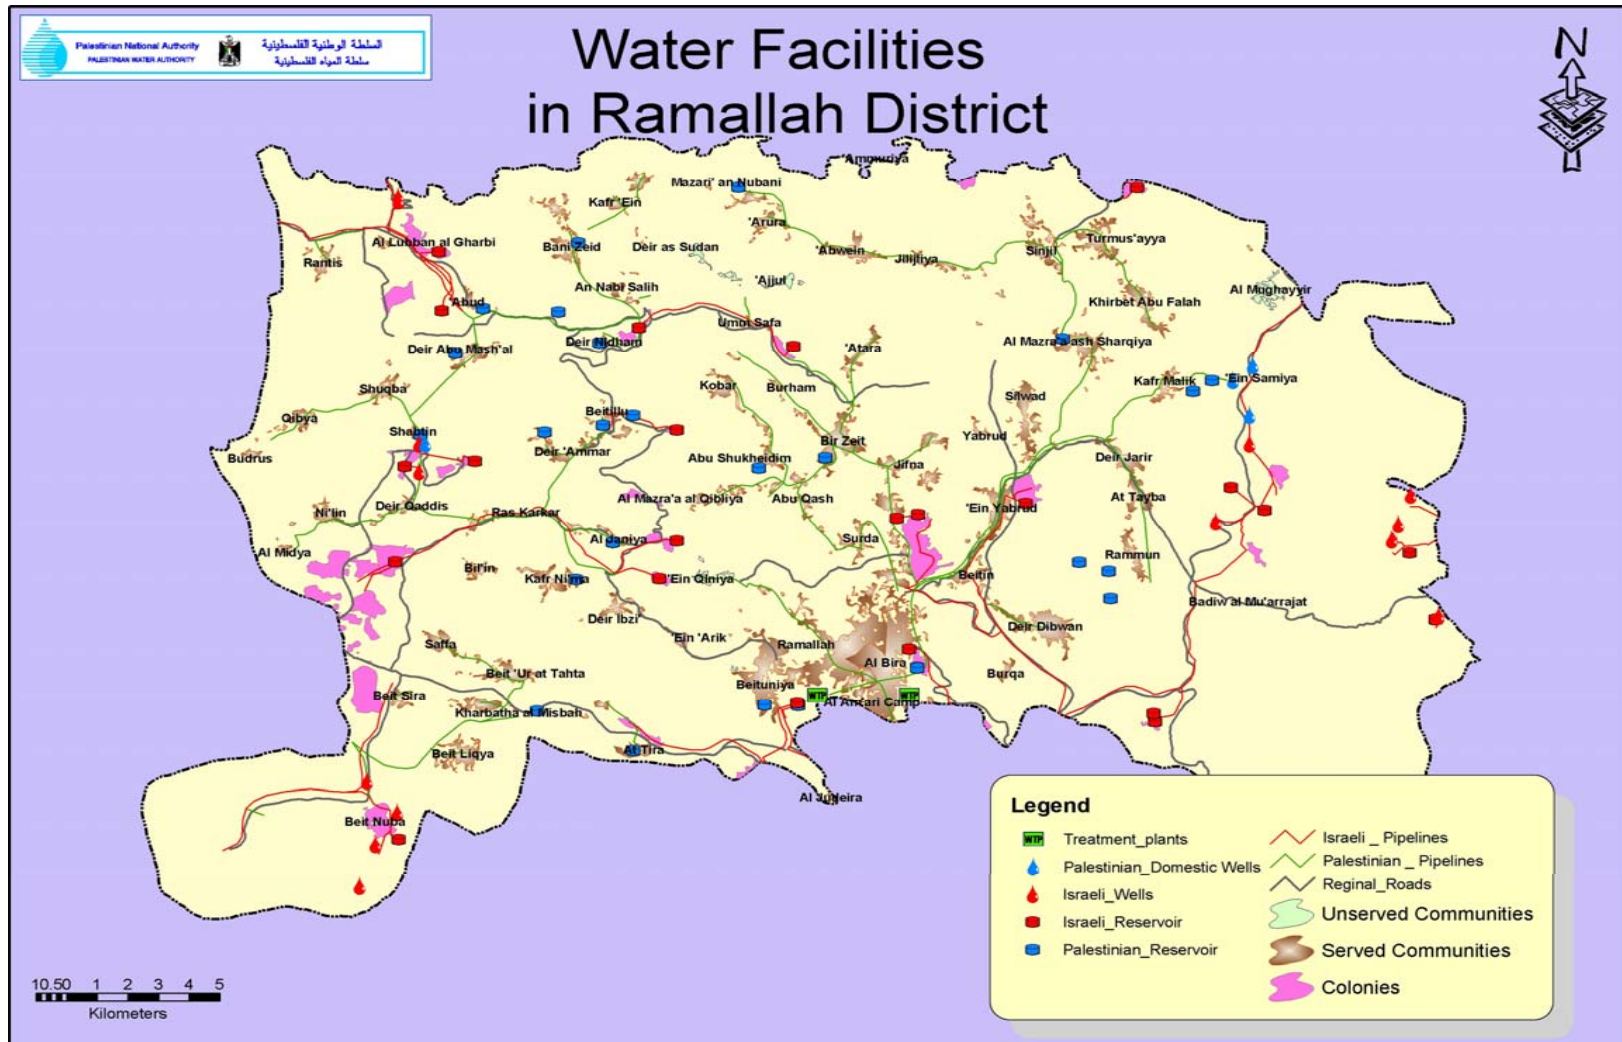 Palestinian National Authority
PALESTINIAN WATER AUTHORITY
السلطة الوطنية الفلسطينية
سلطة المياه الفلسطينية
Water Facilities
in Ramallah District
N
'Ammuriya
Mazari' an Nubani
Kafr 'Ein
'Arura
Al Lubban al Gharbi
Bani Zeid
Deir as Sudan
'Abwein
Jilijliya
Sinjil
Turmus'ayya
Rantis
An Nabi Salih
'Ajjul
Al Mughayyir
'Abud
Khirbet Abu Falah
Umm Safa
Deir Abu Mash'al
Deir Nidham
'Atara
Al Mazra'a ash Sharqiya
Shuqba
Kobar
Burham
Kafr Malik
'Ein Samiya
Silwad
Qibya
Beitillu
Shabtin
Bir Zeit
Yabrud
Budrus
Deir 'Ammar
Abu Shukheidim
Jifna
Deir Jarir
Al Mazra'a al Qibliya
Abu Qash
At Tayba
Ni'lin
Deir Qaddis
Ras Karkar
'Ein Yabrud
Al Midya
Al Janiya
Surda
Rammun
Bil'in
Kafr Ni'ma
'Ein Qiniya
Beitin
Badiw al Mu'arrajat
Deir Ibzi'
Deir Dibwan
Saffa
'Ein 'Arik
Ramallah
Al Bira
Burqa
Beit 'Ur at Tahta
Beituniya
Beit Sira
WTP
WTP
Al Am'ari Camp
Kharbatha al Misbah
Beit Liqya
At Tira
Al Judeira
Beit Nuba
Legend
WTP
Treatment_plants
Palestinian_Domestic Wells
Israeli_Wells
Israeli_Reservoir
Palestinian_Reservoir
Israeli _ Pipelines
Palestinian _ Pipelines
Reginal_Roads
Unserved Communities
Served Communities
Colonies
10.50 1 2 3 4 5
Kilometers